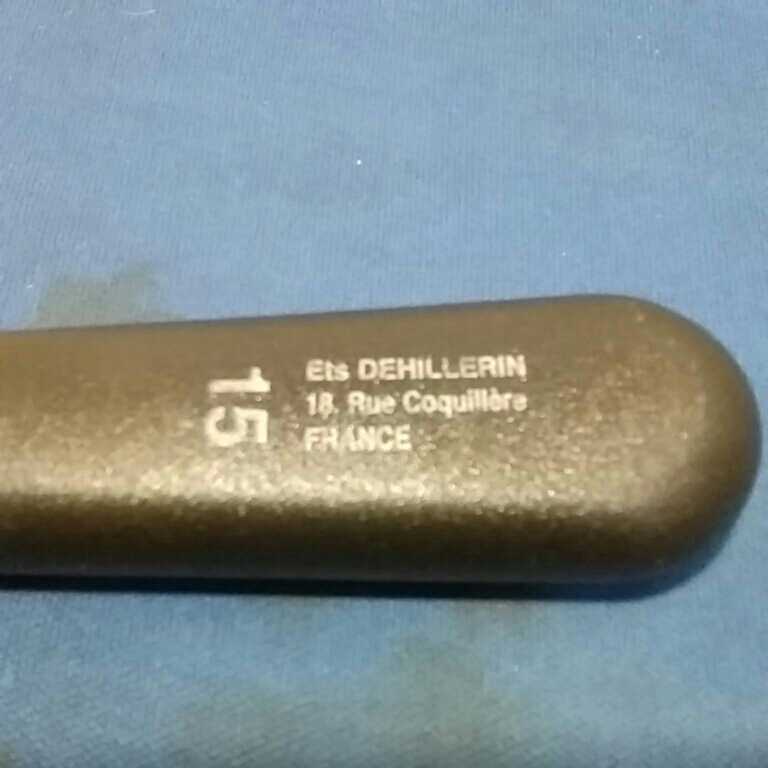 15
Ets DEHILLERIN
18, Rue Coquillère
FRANCE